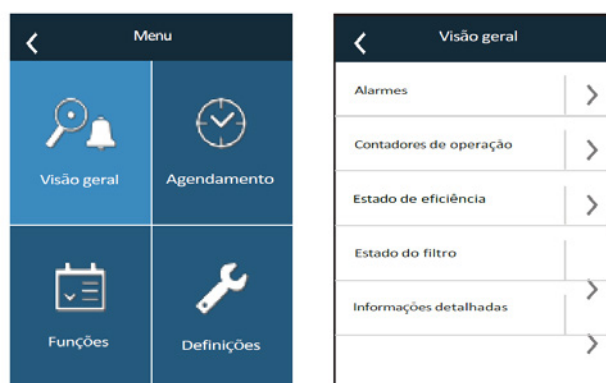 Menu
Visão geral
Agendamento
Funções
Definições
Visão geral
Alarmes
Contadores de operação
Estado de eficiência
Estado do filtro
Informações detalhadas